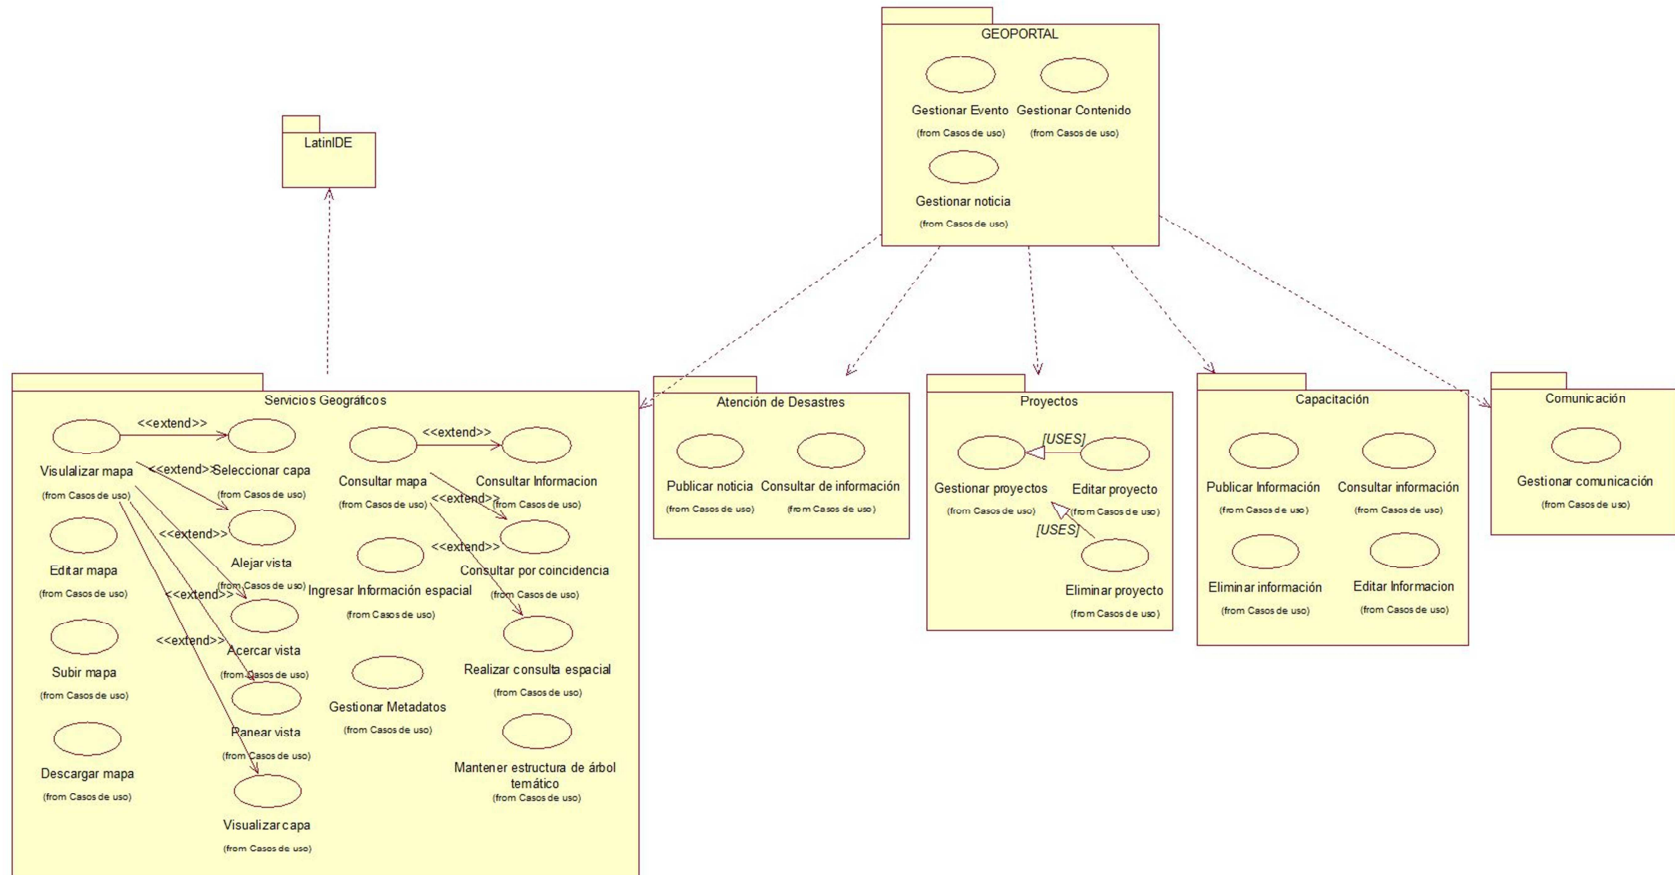 GEOPORTAL
Gestionar Evento
(from Casos de uso)
Gestionar Contenido
(from Casos de uso)
Gestionar noticia
(from Casos de uso)
LatinIDE
Servicios Geográficos
<<extend>>
Visulalizar mapa
(from Casos de uso)
<<extend>>
Seleccionar capa
(from Casos de uso)
<<extend>>
Alejar vista
(from Casos de uso)
<<extend>>
Acercar vista
(from Casos de uso)
<<extend>>
Panear vista
(from Casos de uso)
Visualizar capa
(from Casos de uso)
Editar mapa
(from Casos de uso)
Subir mapa
(from Casos de uso)
Descargar mapa
(from Casos de uso)
<<extend>>
Consultar mapa
(from Casos de uso)
Consultar Informacion
(from Casos de uso)
<<extend>>
<<extend>>
Consultar por coincidencia
(from Casos de uso)
Ingresar Información espacial
(from Casos de uso)
Realizar consulta espacial
(from Casos de uso)
Gestionar Metadatos
(from Casos de uso)
Mantener estructura de árbol
temático
(from Casos de uso)
Atención de Desastres
Publicar noticia
(from Casos de uso)
Consultar de información
(from Casos de uso)
Proyectos
[USES]
Gestionar proyectos
(from Casos de uso)
Editar proyecto
(from Casos de uso)
[USES]
Eliminar proyecto
(from Casos de uso)
Capacitación
Publicar Información
(from Casos de uso)
Consultar información
(from Casos de uso)
Eliminar información
(from Casos de uso)
Editar Informacion
(from Casos de uso)
Comunicación
Gestionar comunicación
(from Casos de uso)